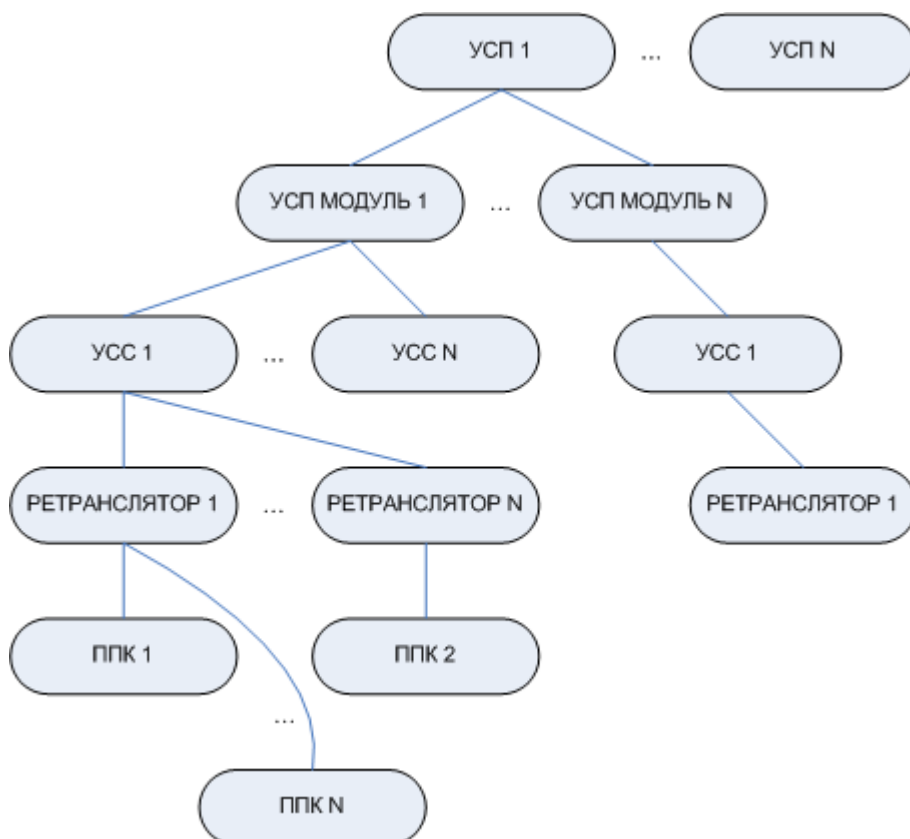 УСП 1 ... УСП N
УСП МОДУЛЬ 1 ... УСП МОДУЛЬ N
УСС 1 ... УСС N УСС 1
РЕТРАНСЛЯТОР 1 ... РЕТРАНСЛЯТОР N РЕТРАНСЛЯТОР 1
ППК 1 ППК 2
...
ППК N